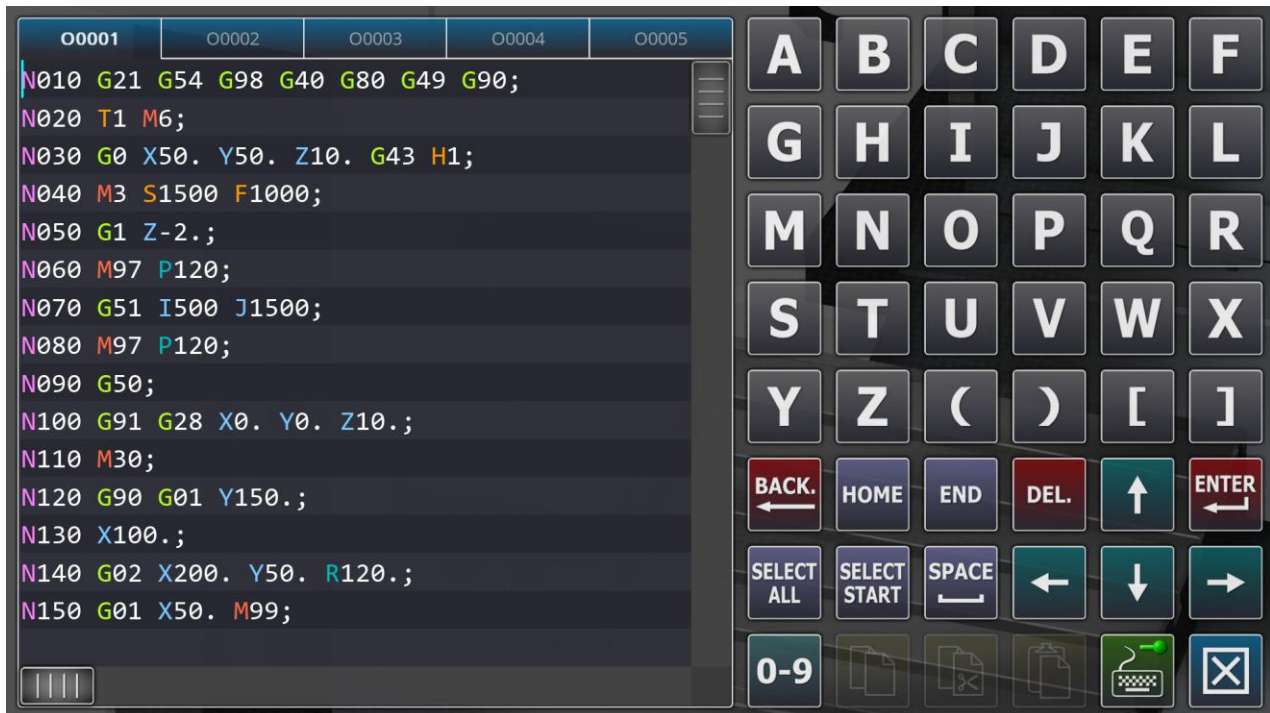 O0001 O0002 O0003 O0004 O0005
N010 G21 G54 G98 G40 G80 G49 G90;
N020 T1 M6;
N030 G0 X50. Y50. Z10. G43 H1;
N040 M3 S1500 F1000;
N050 G1 Z-2.;
N060 M97 P120;
N070 G51 I500 J1500;
N080 M97 P120;
N090 G50;
N100 G91 G28 X0. Y0. Z10.;
N110 M30;
N120 G90 G01 Y150.;
N130 X100.;
N140 G02 X200. Y50. R120.;
N150 G01 X50. M99;
A B C D E F
G H I J K L
M N O P Q R
S T U V W X
Y Z ( ) [ ]
BACK. HOME END DEL. ENTER
SELECT ALL SELECT START SPACE
0-9